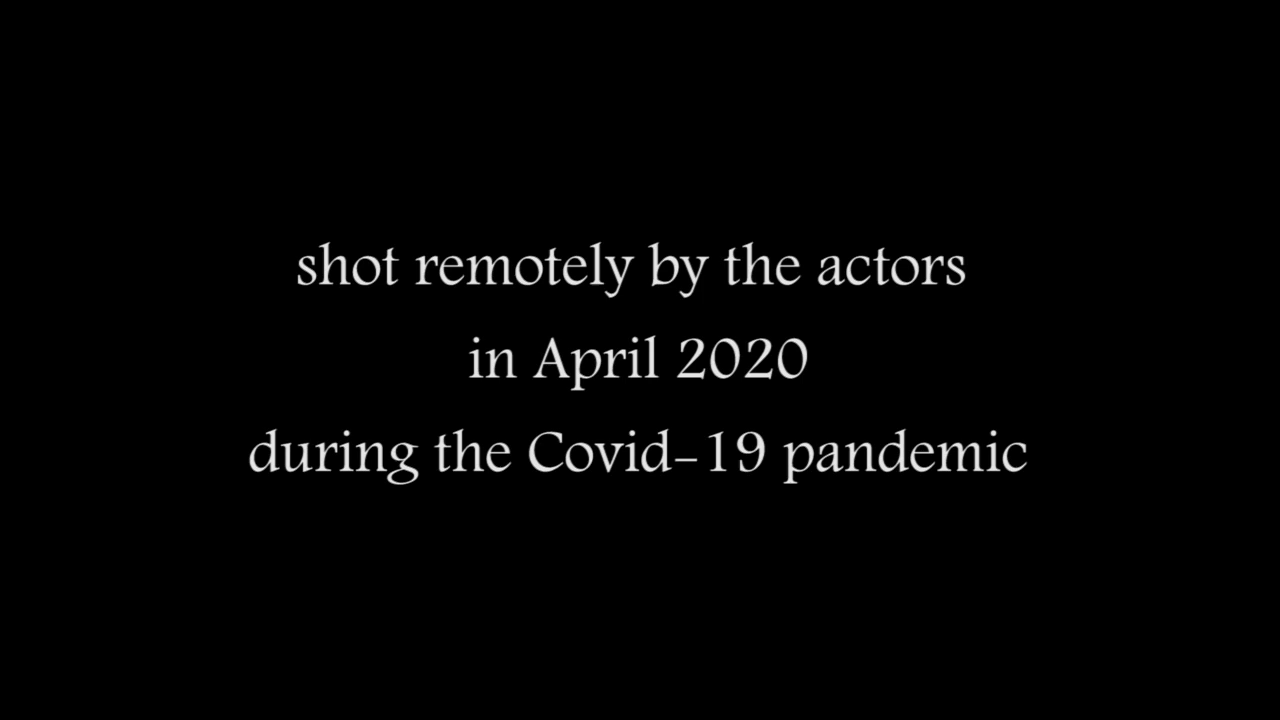 shot remotely by the actors
in April 2020
during the Covid-19 pandemic